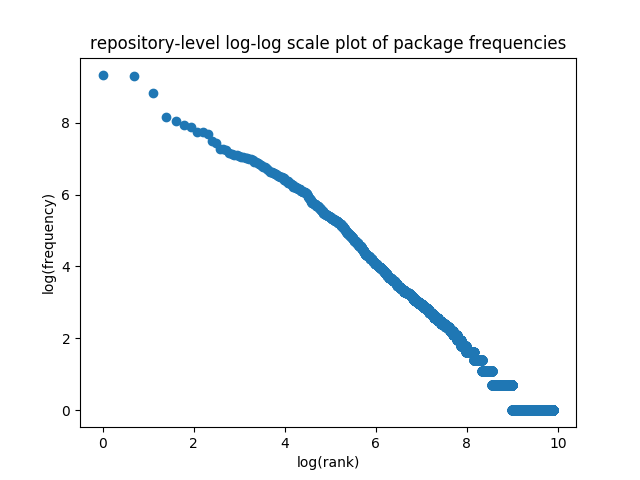 repository-level log-log scale plot of package frequencies
log(frequency)
8
6
4
2
0
0 2 4 6 8 10
log(rank)